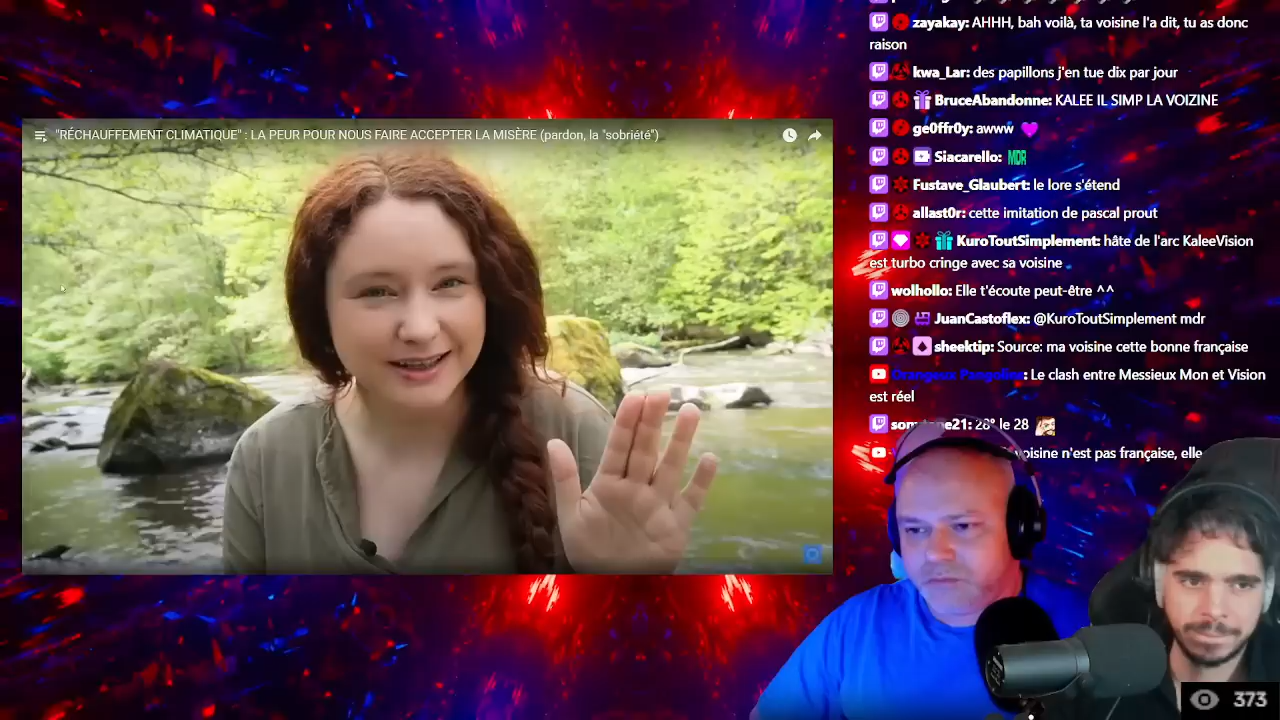 "RÉCHAUFFEMENT CLIMATIQUE" : LA PEUR POUR NOUS FAIRE ACCEPTER LA MISÈRE (pardon, la "sobriété")
zayakay: AHHH, bah voilà, ta voisine l'a dit, tu as donc
raison
kwa_Lar: des papillons j'en tue dix par jour
BruceAbandonne: KALEE IL SIMP LA VOIZINE
ge0ffr0y: awww
Siacarello: MDR
Fustave_Glaubert: le lore s'étend
allast0r: cette imitation de pascal prout
KuroToutSimplement: hâte de l'arc KaleeVision
est turbo cringe avec sa voisine
wolhollo: Elle t'écoute peut-être ^^
JuanCastoflex: @KuroToutSimplement mdr
sheektip: Source: ma voisine cette bonne française
Orangeux Pangolin: Le clash entre Messieux Mon et Vision
est réel
28° le 28
voisine n'est pas française, elle
373